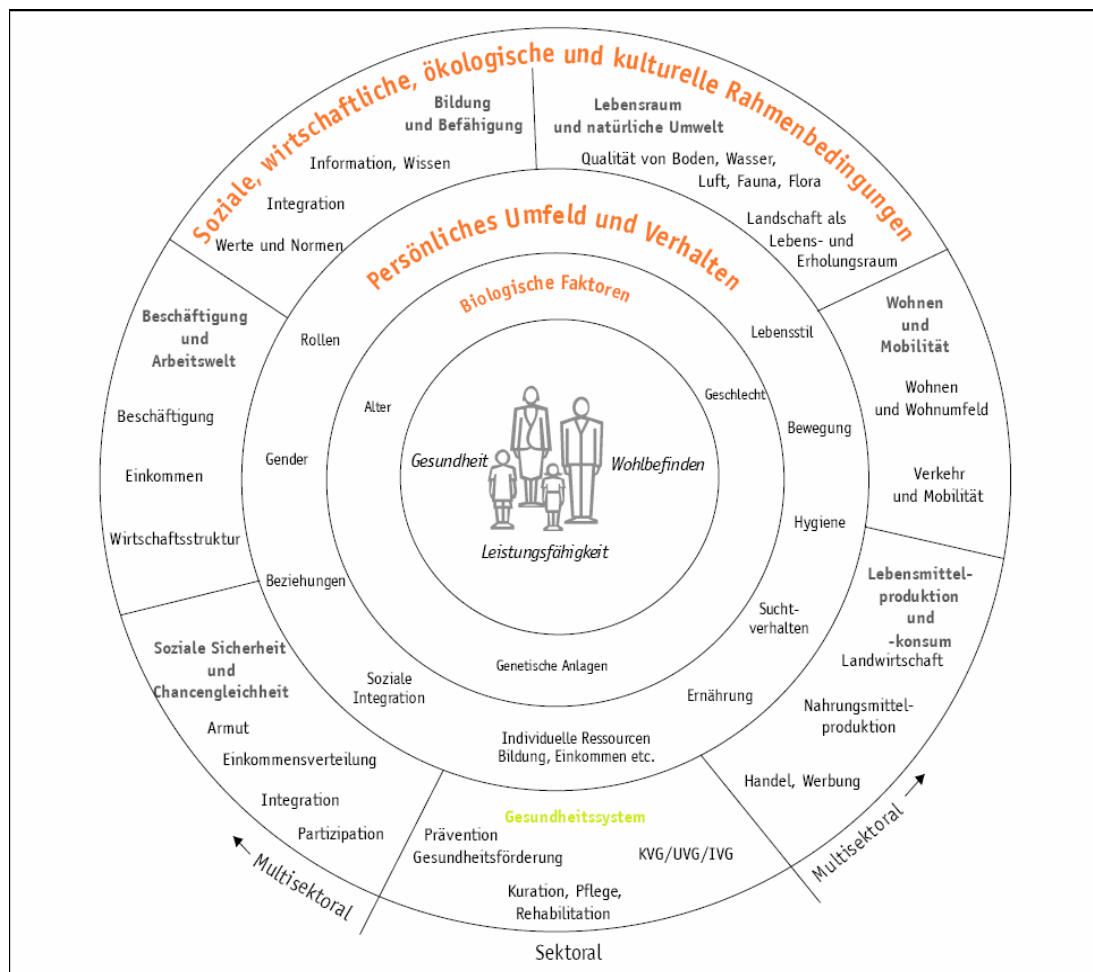 Soziale, wirtschaftliche, ökologische und kulturelle Rahmenbedingungen
Bildung
und Befähigung
Information, Wissen
Integration
Werte und Normen
Lebensraum
und natürliche Umwelt
Qualität von Boden, Wasser,
Luft, Fauna, Flora
Landschaft als
Lebens- und
Erholungsraum
Beschäftigung
und
Arbeitswelt
Beschäftigung
Einkommen
Wirtschaftsstruktur
Wohnen
und
Mobilität
Wohnen
und Wohnumfeld
Verkehr
und Mobilität
Soziale Sicherheit
und
Chancengleichheit
Armut
Einkommensverteilung
Integration
Partizipation
Lebensmittel-
produktion
und
-konsum
Landwirtschaft
Nahrungsmittel-
produktion
Handel, Werbung
Gesundheitssystem
Prävention
Gesundheitsförderung
KVG/UVG/IVG
Kuration, Pflege,
Rehabilitation
Persönliches Umfeld und Verhalten
Rollen
Gender
Beziehungen
Soziale
Integration
Individuelle Ressourcen
Bildung, Einkommen etc.
Lebensstil
Bewegung
Hygiene
Sucht-
verhalten
Ernährung
Biologische Faktoren
Alter
Geschlecht
Genetische Anlagen
Gesundheit
Wohlbefinden
Leistungsfähigkeit
Multisektoral
Sektoral
Multisektoral